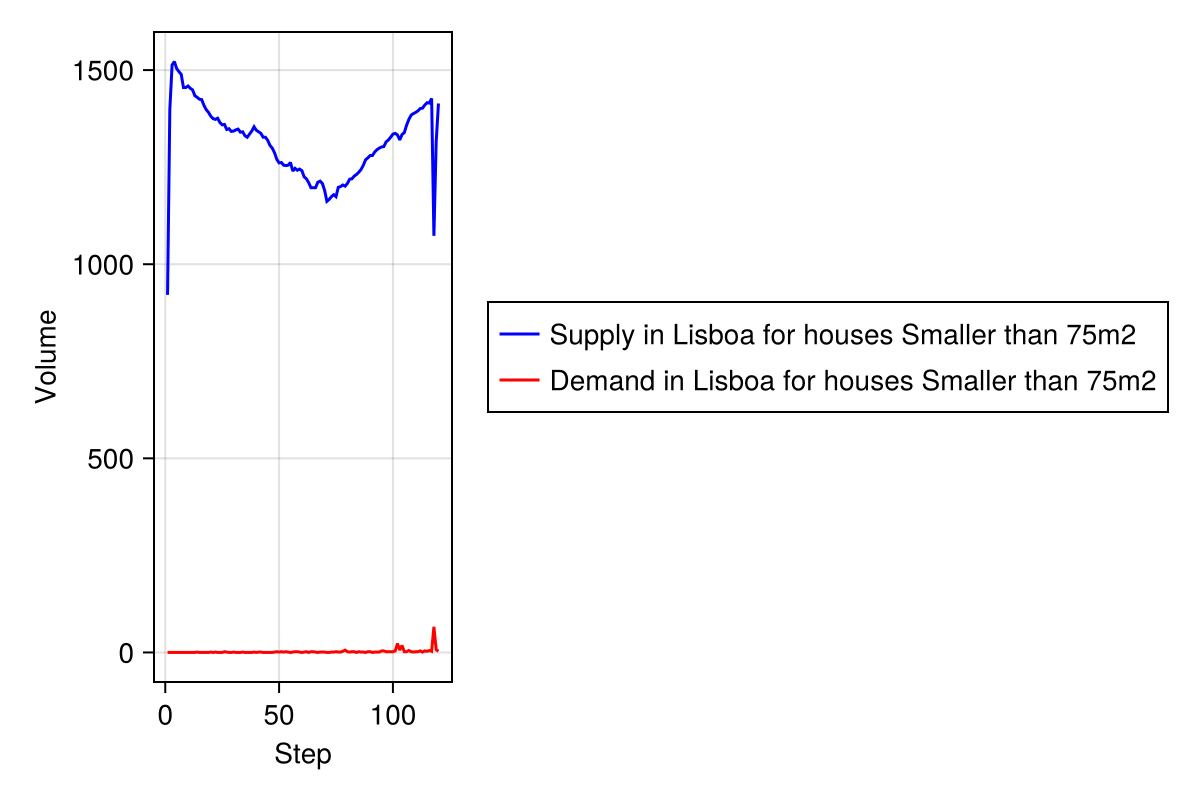 1500
1000
500
0
Volume
0 50 100
Step
Supply in Lisboa for houses Smaller than 75m2
Demand in Lisboa for houses Smaller than 75m2